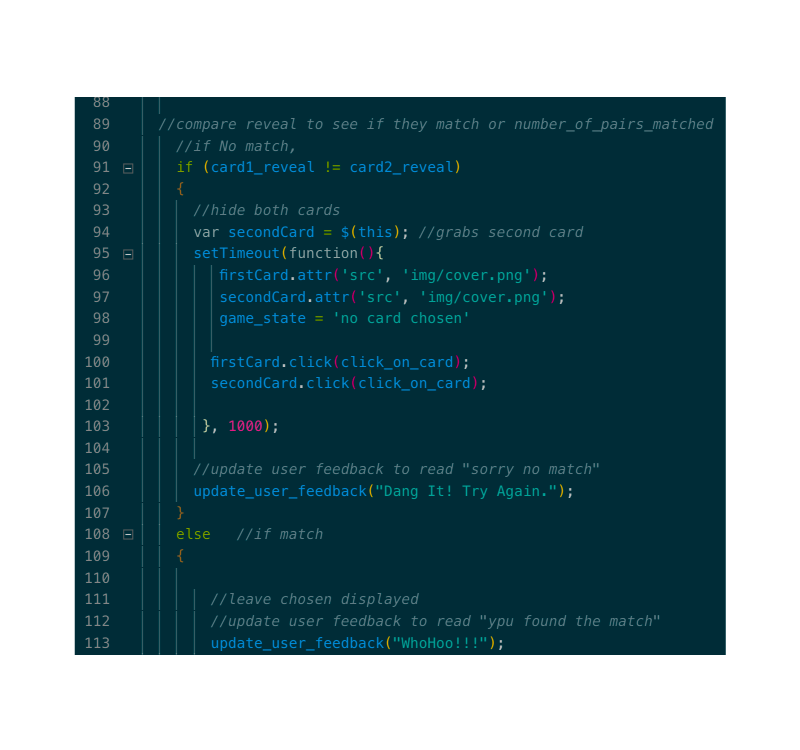 88
89 //compare reveal to see if they match or number_of_pairs_matched
90 //if No match,
91 if (card1_reveal != card2_reveal)
92 {
93 //hide both cards
94 var secondCard = $(this); //grabs second card
95 setTimeout(function(){
96 firstCard.attr('src', 'img/cover.png');
97 secondCard.attr('src', 'img/cover.png');
98 game_state = 'no card chosen'
99
100 firstCard.click(click_on_card);
101 secondCard.click(click_on_card);
102
103 }, 1000);
104
105 //update user feedback to read "sorry no match"
106 update_user_feedback("Dang It! Try Again.");
107 }
108 else //if match
109 {
110
111 //leave chosen displayed
112 //update user feedback to read "ypu found the match"
113 update_user_feedback("WhoHoo!!!");